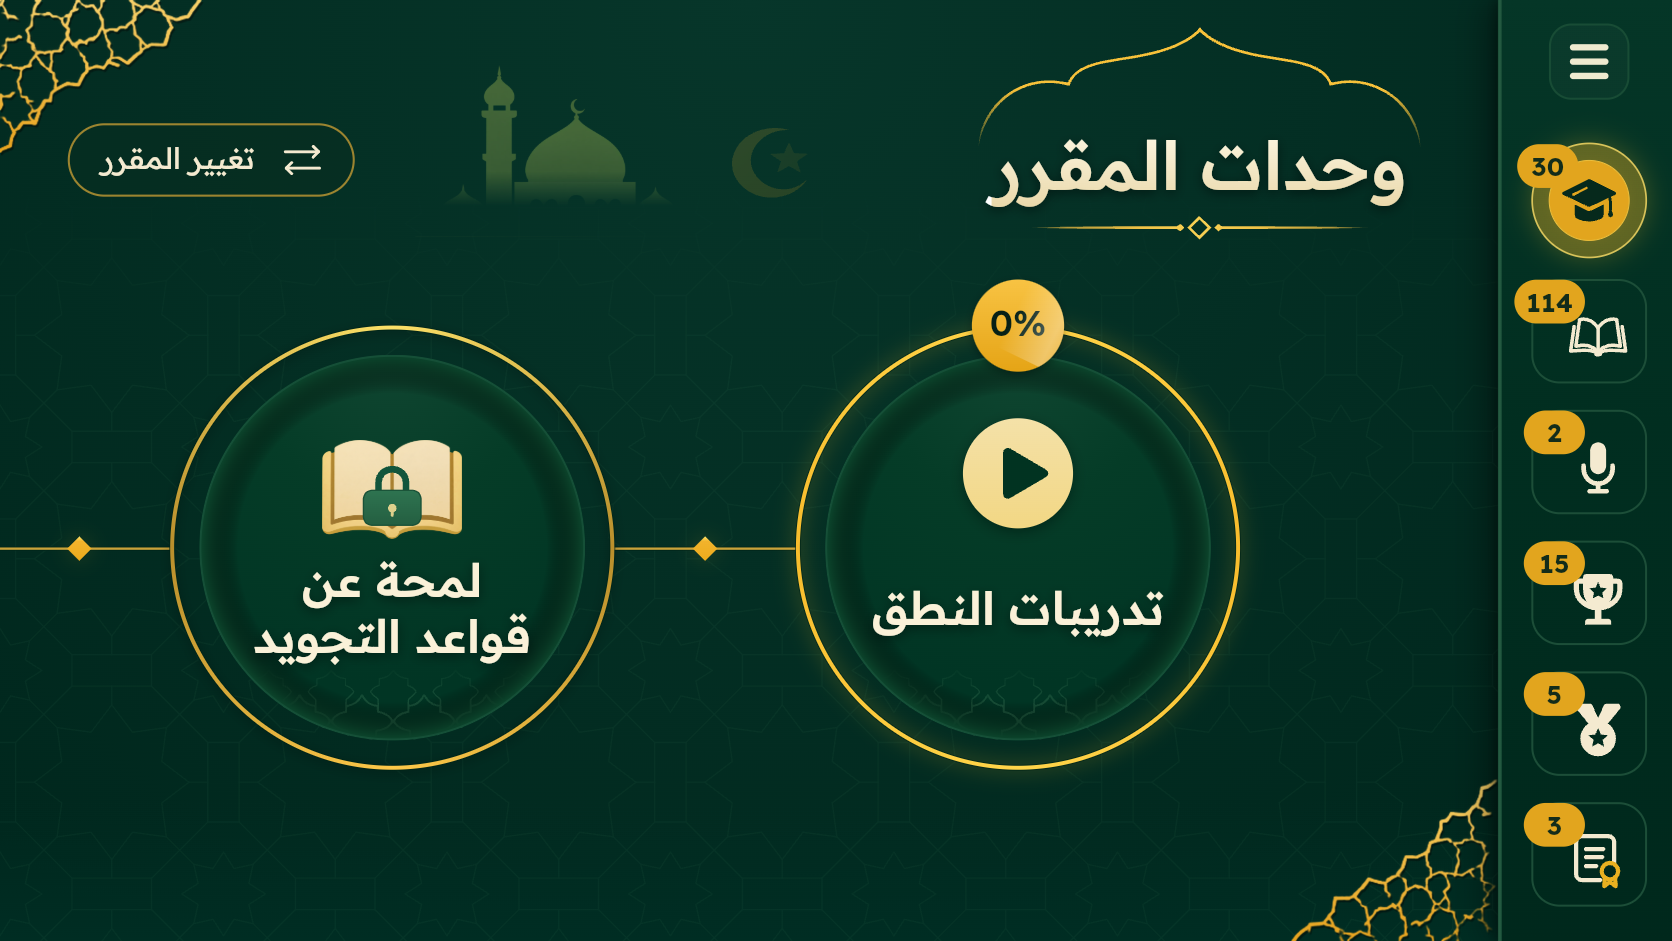 وحدات المقرر
تغيير المقرر
0%
تدريبات النطق
لمحة عن
قواعد التجويد
30
114
2
15
5
3